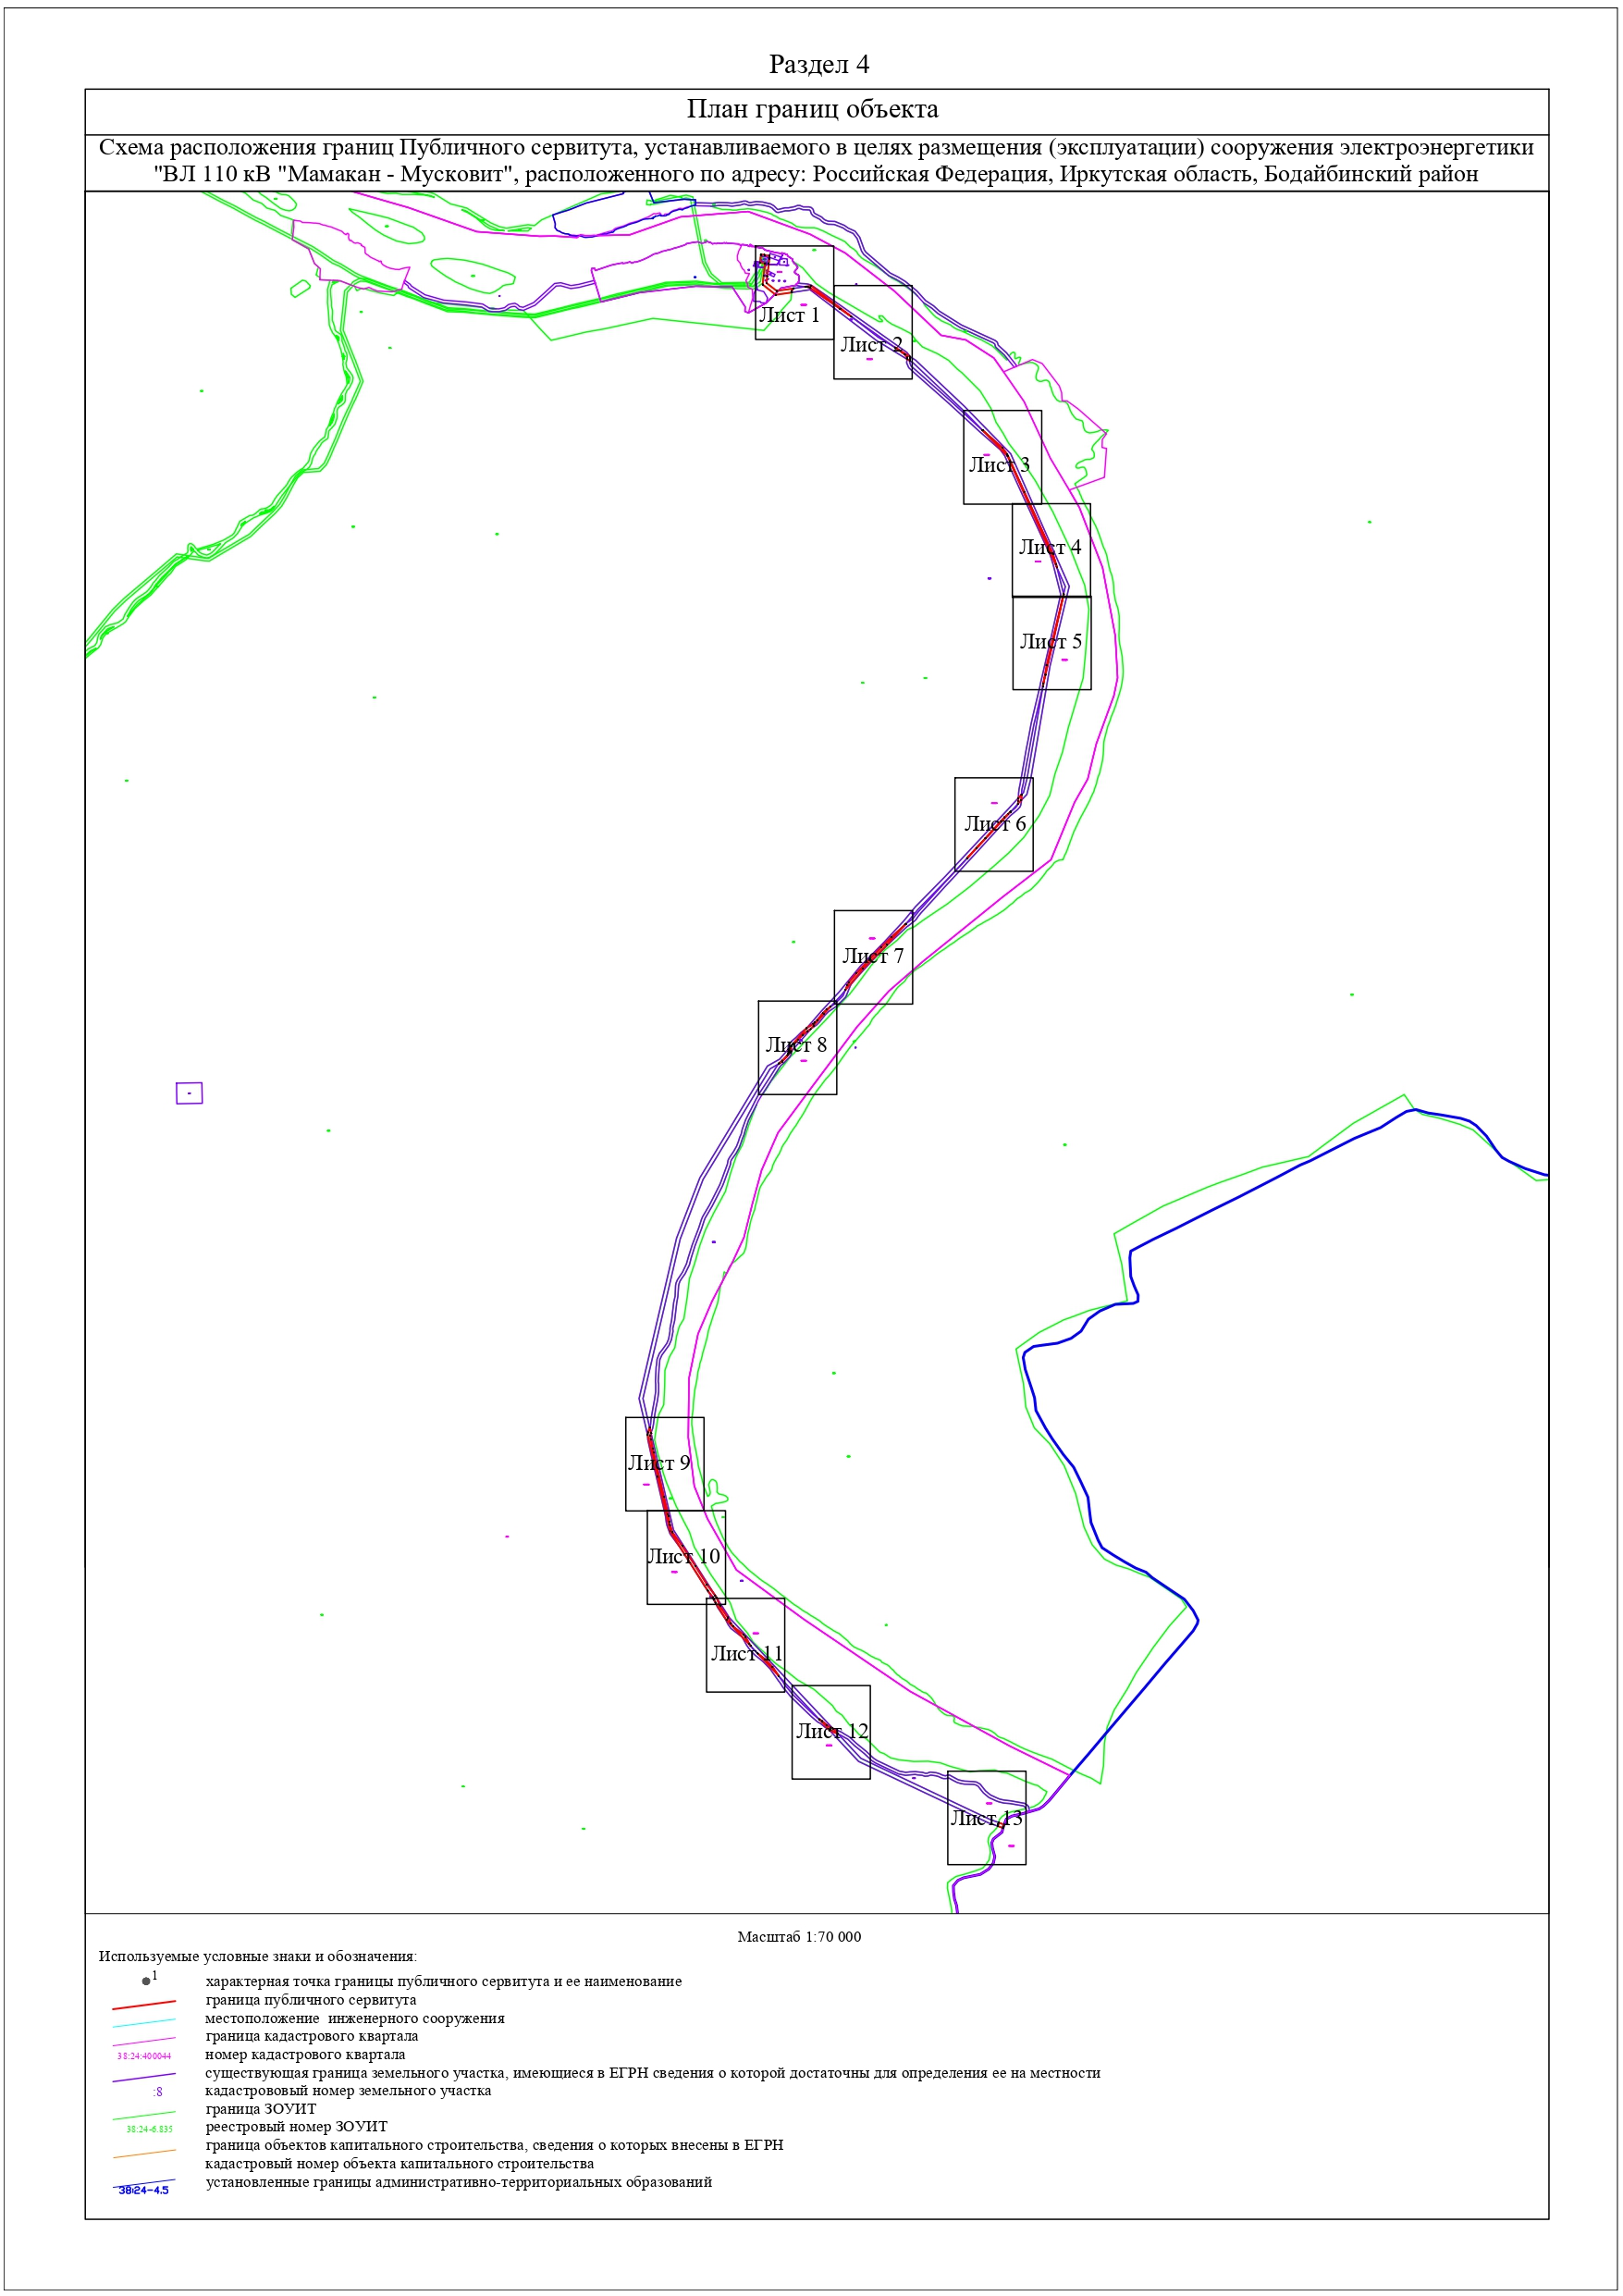 Раздел 4
План границ объекта
Схема расположения границ Публичного сервитута, устанавливаемого в целях размещения (эксплуатации) сооружения электроэнергетики
"ВЛ 110 кВ "Мамакан - Мусковит", расположенного по адресу: Российская Федерация, Иркутская область, Бодайбинский район
Лист 1
Лист 2
Лист 3
Лист 4
Лист 5
Лист 6
Лист 7
Лист 8
Лист 9
Лист 10
Лист 11
Лист 12
Лист 13
Масштаб 1:70 000
Используемые условные знаки и обозначения:
1 характерная точка границы публичного сервитута и ее наименование
граница публичного сервитута
местоположение инженерного сооружения
граница кадастрового квартала
38:24:400044 номер кадастрового квартала
существующая граница земельного участка, имеющиеся в ЕГРН сведения о которой достаточны для определения ее на местности
:8 кадастрововый номер земельного участка
граница ЗОУИТ
38:24-6.835 реестровый номер ЗОУИТ
граница объектов капитального строительства, сведения о которых внесены в ЕГРН
кадастровый номер объекта капитального строительства
установленные границы административно-территориальных образований
38:24-4.5